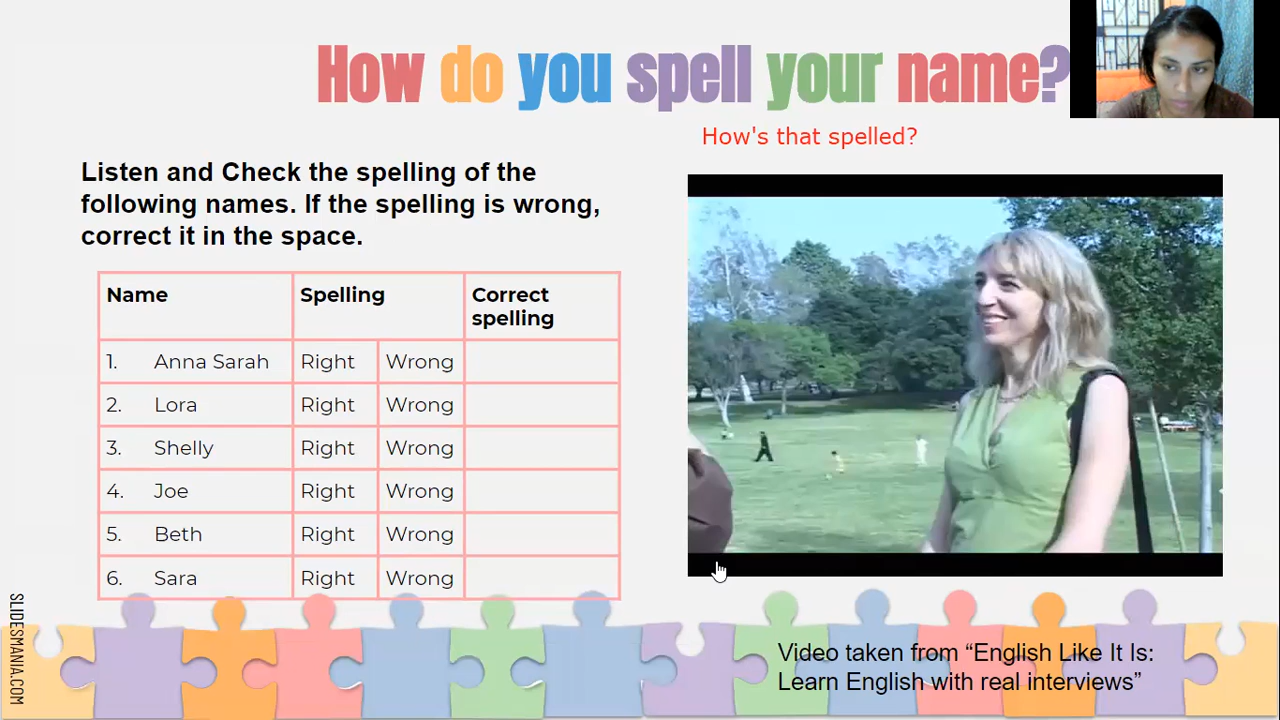 How do you spell your name?
How's that spelled?
Listen and Check the spelling of the
following names. If the spelling is wrong,
correct it in the space.
Name Spelling Correct
spelling
1. Anna Sarah Right Wrong
2. Lora Right Wrong
3. Shelly Right Wrong
4. Joe Right Wrong
5. Beth Right Wrong
6. Sara Right Wrong
SLIDESMANIA.COM
Video taken from “English Like It Is:
Learn English with real interviews”